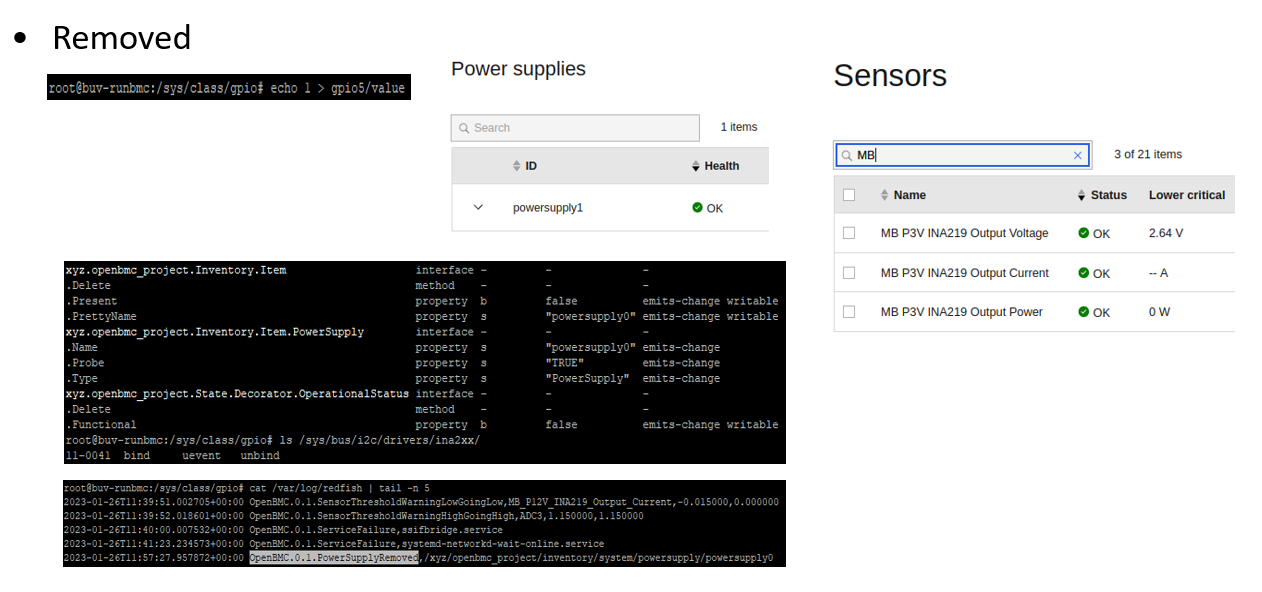 • Removed
root@buv-runbmc:/sys/class/gpio# echo 1 > gpio5/value
Power supplies
Search
1 items
ID Health
powersupply1 OK
Sensors
MB
3 of 21 items
Name Status Lower critical
MB P3V INA219 Output Voltage OK 2.64 V
MB P3V INA219 Output Current OK -- A
MB P3V INA219 Output Power OK 0 W
xyz.openbmc_project.Inventory.Item interface - - -
.Delete method - - -
.Present property b false emits-change writable
.PrettyName property s "powersupply0" emits-change writable
xyz.openbmc_project.Inventory.Item.PowerSupply interface - - -
.Name property s "powersupply0" emits-change
.Probe property s "TRUE" emits-change
.Type property s "PowerSupply" emits-change
xyz.openbmc_project.State.Decorator.OperationalStatus interface - - -
.Delete method - - -
.Functional property b false emits-change writable
root@buv-runbmc:/sys/class/gpio# ls /sys/bus/i2c/drivers/ina2xx/
11-0041 bind uevent unbind
root@buv-runbmc:/sys/class/gpio# cat /var/log/redfish | tail -n 5
2023-01-26T11:39:51.002705+00:00 OpenBMC.0.1.SensorThresholdWarningLowGoingLow,MB_P12V_INA219_Output_Current,-0.015000,0.000000
2023-01-26T11:39:52.018601+00:00 OpenBMC.0.1.SensorThresholdWarningHighGoingHigh,ADC3,1.150000,1.150000
2023-01-26T11:40:00.007532+00:00 OpenBMC.0.1.ServiceFailure,ssifbridge.service
2023-01-26T11:41:23.234573+00:00 OpenBMC.0.1.ServiceFailure,systemd-networkd-wait-online.service
2023-01-26T11:57:27.957872+00:00 OpenBMC.0.1.PowerSupplyRemoved,/xyz/openbmc_project/inventory/system/powersupply/powersupply0